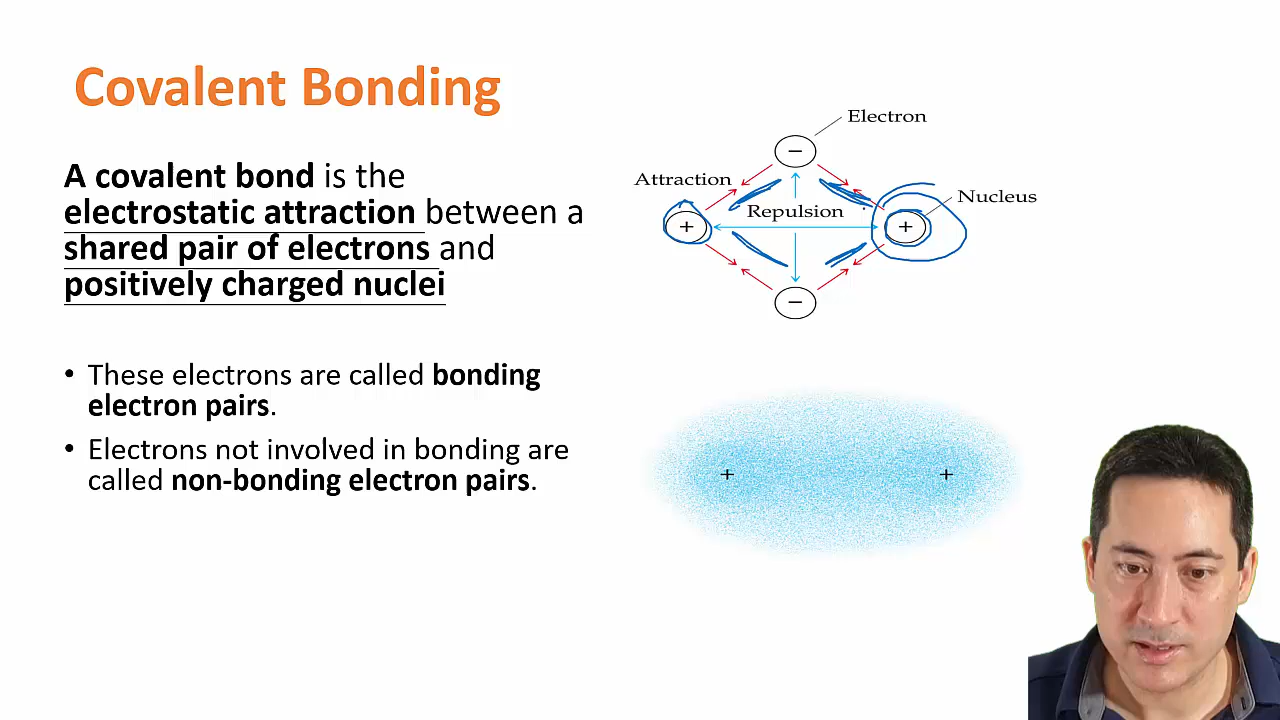 Covalent Bonding
A covalent bond is the
electrostatic attraction between a
shared pair of electrons and
positively charged nuclei
• These electrons are called bonding
electron pairs.
• Electrons not involved in bonding are
called non-bonding electron pairs.
Electron
−
Attraction
Nucleus
Repulsion
+
+
−
+
+